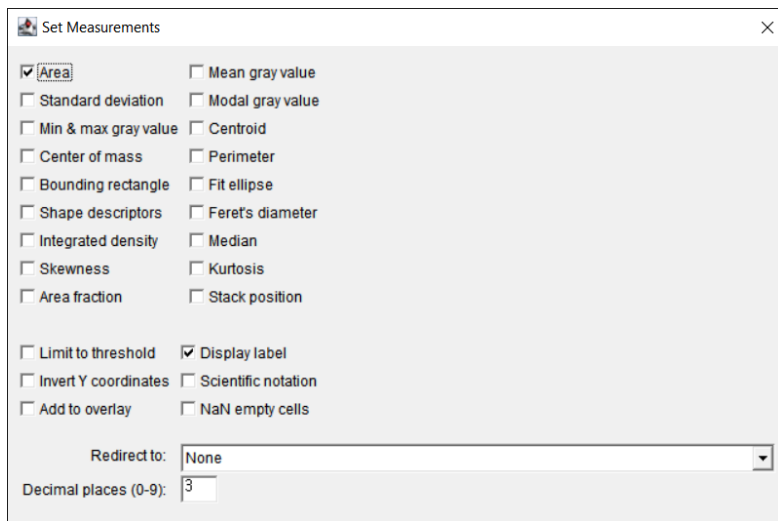 Set Measurements
Area Mean gray value
Standard deviation Modal gray value
Min & max gray value Centroid
Center of mass Perimeter
Bounding rectangle Fit ellipse
Shape descriptors Feret's diameter
Integrated density Median
Skewness Kurtosis
Area fraction Stack position
Limit to threshold Display label
Invert Y coordinates Scientific notation
Add to overlay NaN empty cells
Redirect to: None
Decimal places (0-9): 3